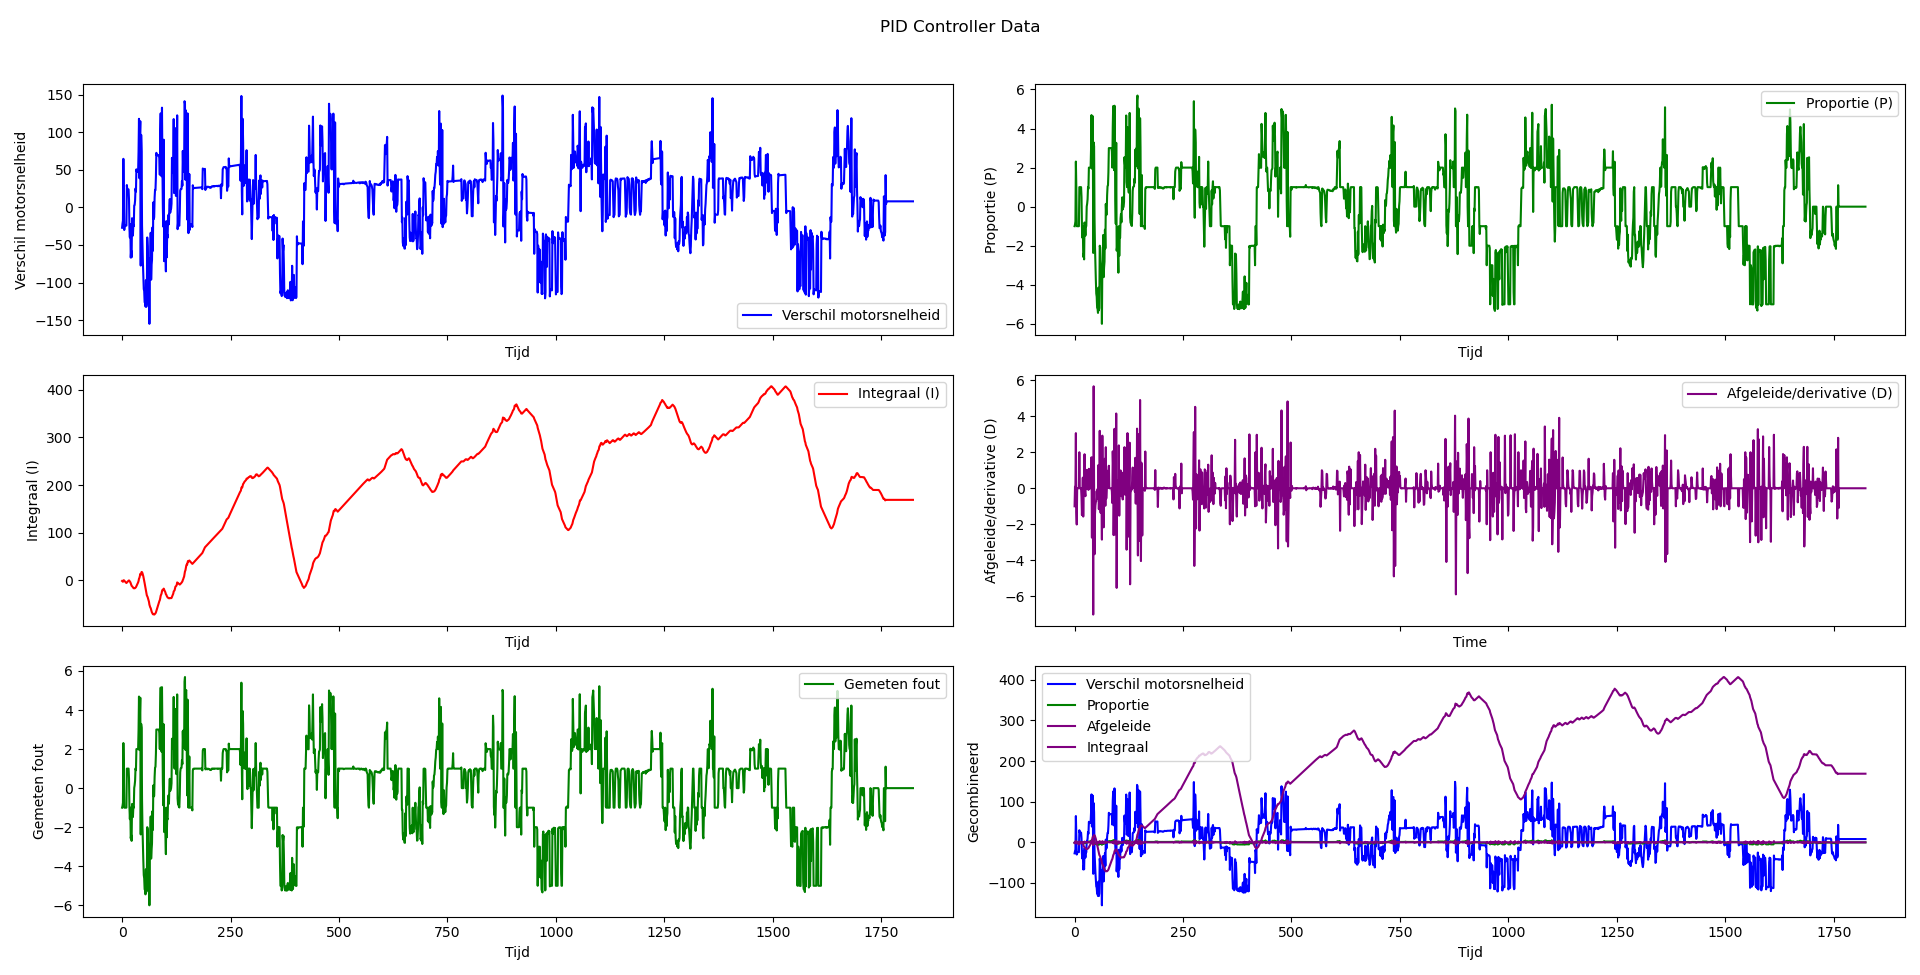 PID Controller Data
150
100
50
0
−50
−100
−150
Verschil motorsnelheid
Verschil motorsnelheid
Tijd
6
4
2
0
−2
−4
−6
Proportie (P)
Proportie (P)
Tijd
400
300
200
100
0
Integraal (I)
Integraal (I)
Tijd
6
4
2
0
−2
−4
−6
Afgeleide/derivative (D)
Afgeleide/derivative (D)
Time
6
4
2
0
−2
−4
−6
Gemeten fout
Gemeten fout
0 250 500 750 1000 1250 1500 1750
Tijd
400
300
200
100
0
−100
Gecombineerd
Verschil motorsnelheid
Proportie
Afgeleide
Integraal
0 250 500 750 1000 1250 1500 1750
Tijd